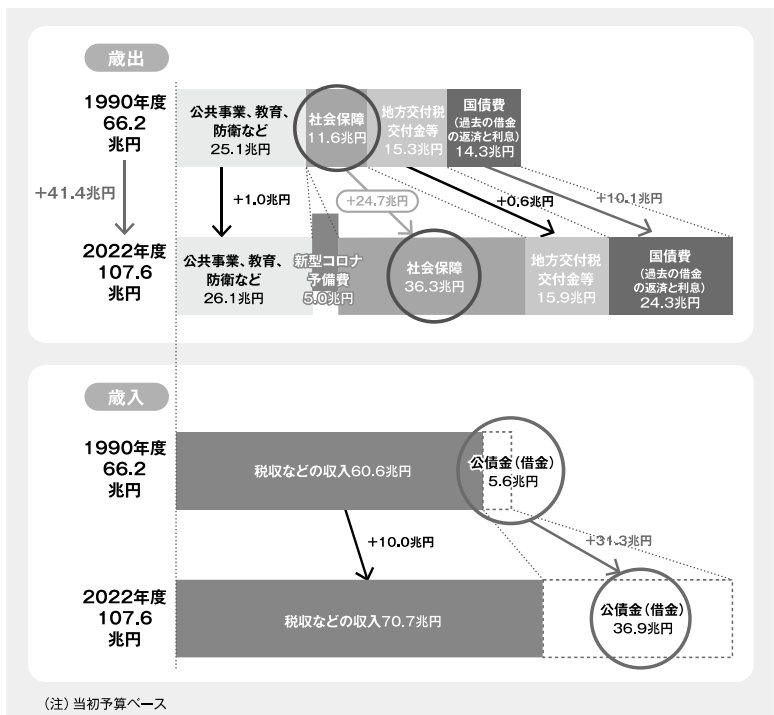 歳出
1990年度
66.2
兆円
公共事業、教育、
防衛など
25.1兆円
社会保障
11.6兆円
地方交付税
交付金等
15.3兆円
国債費
(過去の借金
の返済と利息)
14.3兆円
+41.4兆円
+1.0兆円
+24.7兆円
+0.6兆円
+10.1兆円
2022年度
107.6
兆円
公共事業、教育、
防衛など
26.1兆円
新型コロナ
予備費
5.0兆円
社会保障
36.3兆円
地方交付税
交付金等
15.9兆円
国債費
(過去の借金
の返済と利息)
24.3兆円
歳入
1990年度
66.2
兆円
税収などの収入60.6兆円
公債金(借金)
5.6兆円
+10.0兆円
+31.3兆円
2022年度
107.6
兆円
税収などの収入70.7兆円
公債金(借金)
36.9兆円
(注)当初予算ベース